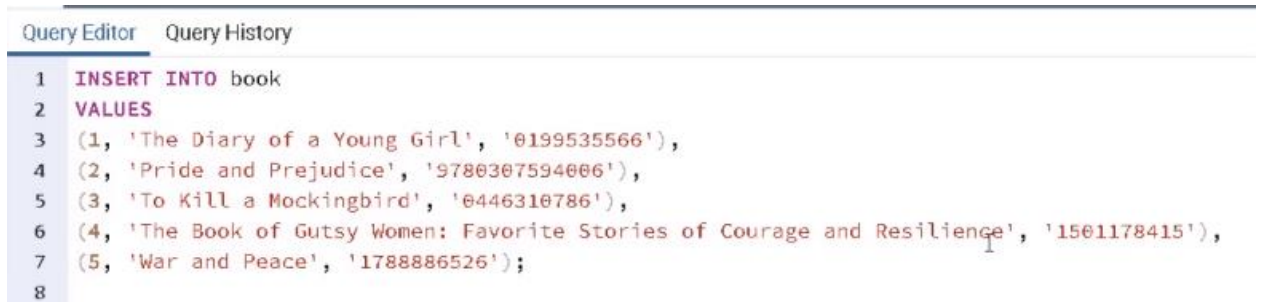 Query Editor Query History
1 INSERT INTO book
2 VALUES
3 (1, 'The Diary of a Young Girl', '0199535566'),
4 (2, 'Pride and Prejudice', '9780307594006'),
5 (3, 'To Kill a Mockingbird', '0446310786'),
6 (4, 'The Book of Gutsy Women: Favorite Stories of Courage and Resilience', '1501178415'),
7 (5, 'War and Peace', '1788886526');
8